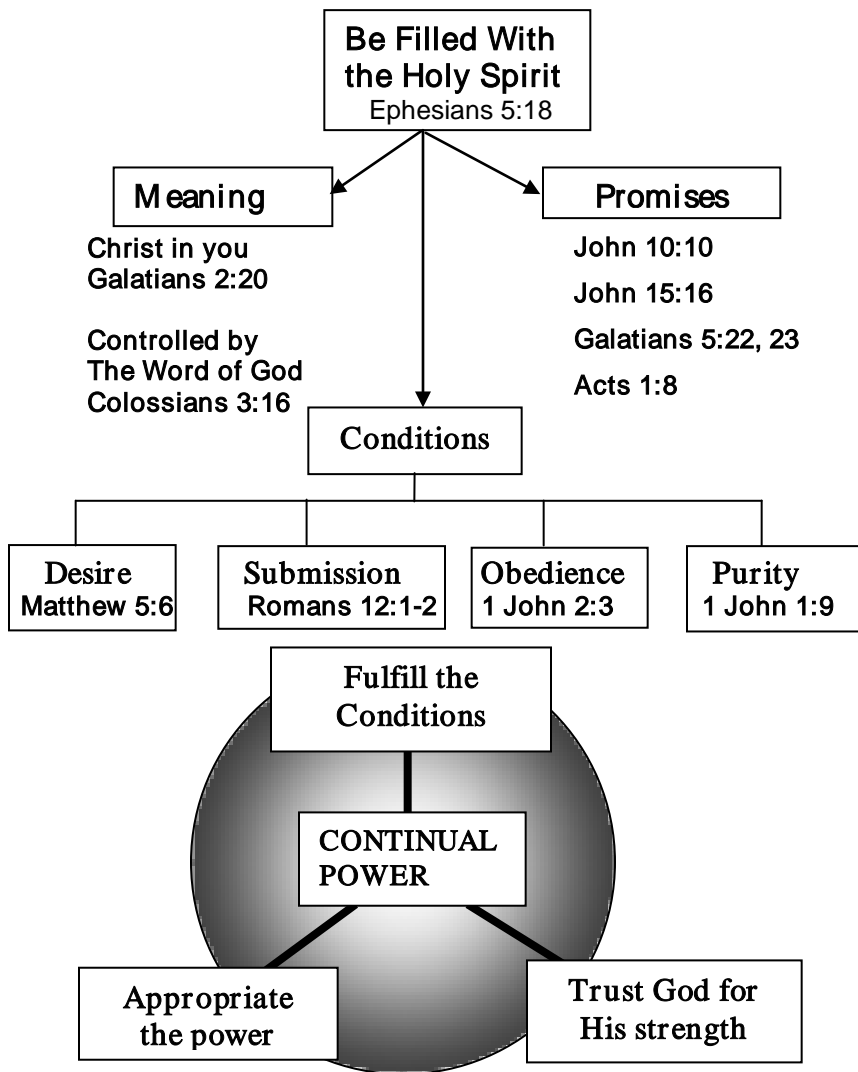 Be Filled With
the Holy Spirit
Ephesians 5:18
Meaning
Christ in you
Galatians 2:20
Controlled by
The Word of God
Colossians 3:16
Promises
John 10:10
John 15:16
Galatians 5:22, 23
Acts 1:8
Conditions
Desire
Matthew 5:6
Submission
Romans 12:1-2
Obedience
1 John 2:3
Purity
1 John 1:9
Fulfill the
Conditions
CONTINUAL
POWER
Appropriate
the power
Trust God for
His strength